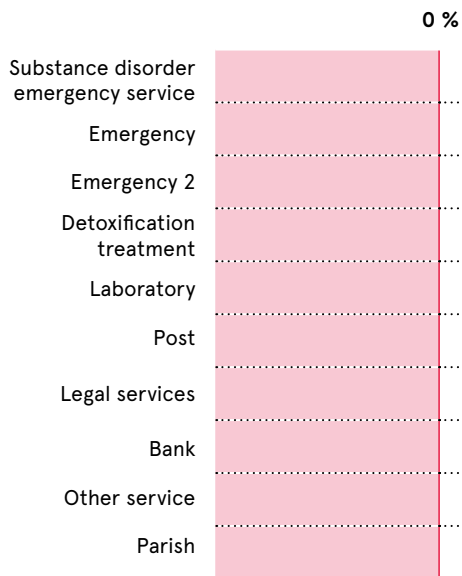 0 %
Substance disorder
emergency service
Emergency
Emergency 2
Detoxification
treatment
Laboratory
Post
Legal services
Bank
Other service
Parish